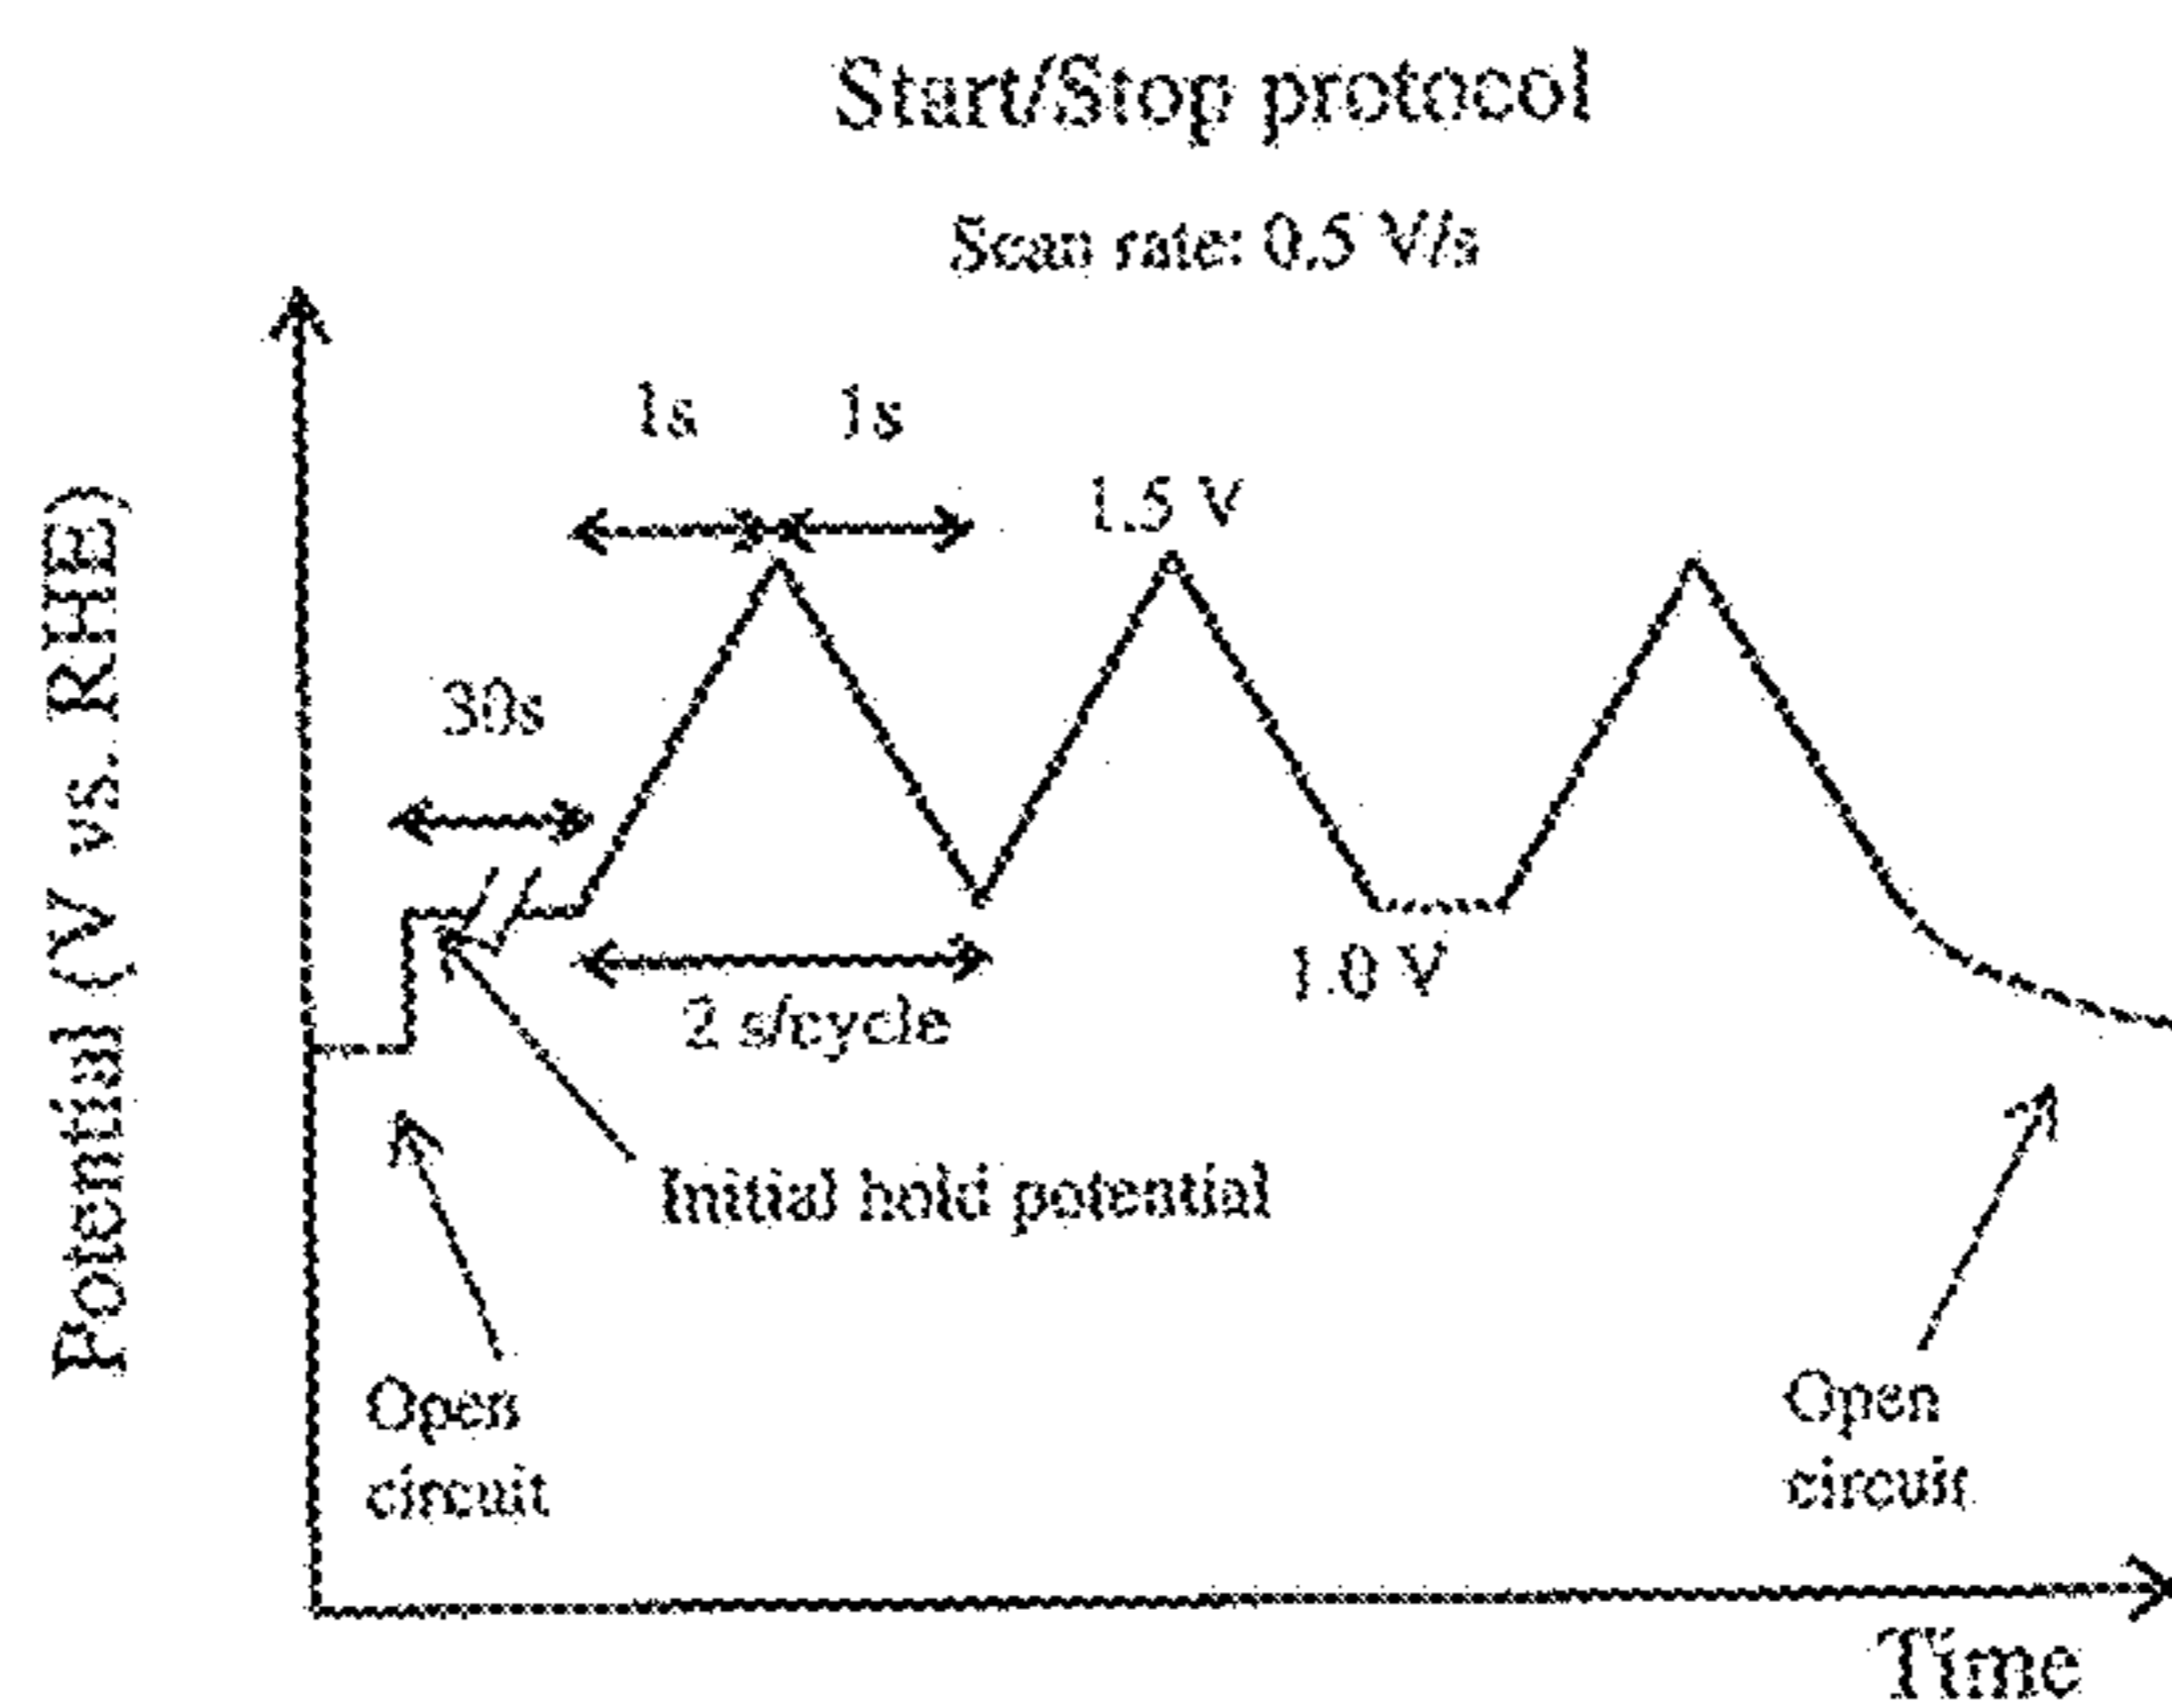 Start/Stop protocol
Scan rate: 0.5 V/s
1s
1s
1.5 V
30s
Potential (V vs. RHE)
1.0 V
2 s/cycle
Initial hold potential
Open
circuit
Open
circuit
Time